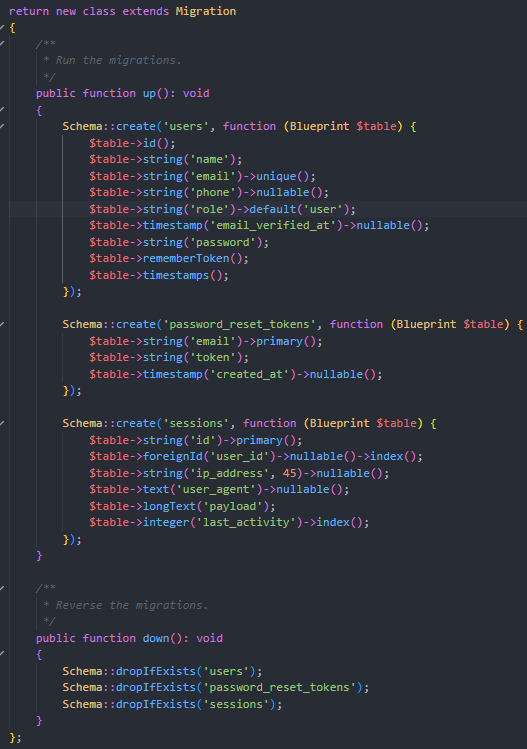 return new class extends Migration
{
    /**
     * Run the migrations.
     */
    public function up(): void
    {
        Schema::create('users', function (Blueprint $table) {
            $table->id();
            $table->string('name');
            $table->string('email')->unique();
            $table->string('phone')->nullable();
            $table->string('role')->default('user');
            $table->timestamp('email_verified_at')->nullable();
            $table->string('password');
            $table->rememberToken();
            $table->timestamps();
        });

        Schema::create('password_reset_tokens', function (Blueprint $table) {
            $table->string('email')->primary();
            $table->string('token');
            $table->timestamp('created_at')->nullable();
        });

        Schema::create('sessions', function (Blueprint $table) {
            $table->string('id')->primary();
            $table->foreignId('user_id')->nullable()->index();
            $table->string('ip_address', 45)->nullable();
            $table->text('user_agent')->nullable();
            $table->longText('payload');
            $table->integer('last_activity')->index();
        });
    }

    /**
     * Reverse the migrations.
     */
    public function down(): void
    {
        Schema::dropIfExists('users');
        Schema::dropIfExists('password_reset_tokens');
        Schema::dropIfExists('sessions');
    }
};